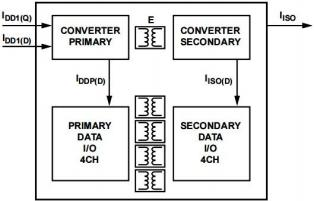 IDD1(Q)
IDD1(D)
E
IISO
CONVERTER
PRIMARY
CONVERTER
SECONDARY
IDDP(D)
IISO(D)
PRIMARY
DATA
I/O
4CH
SECONDARY
DATA
I/O
4CH